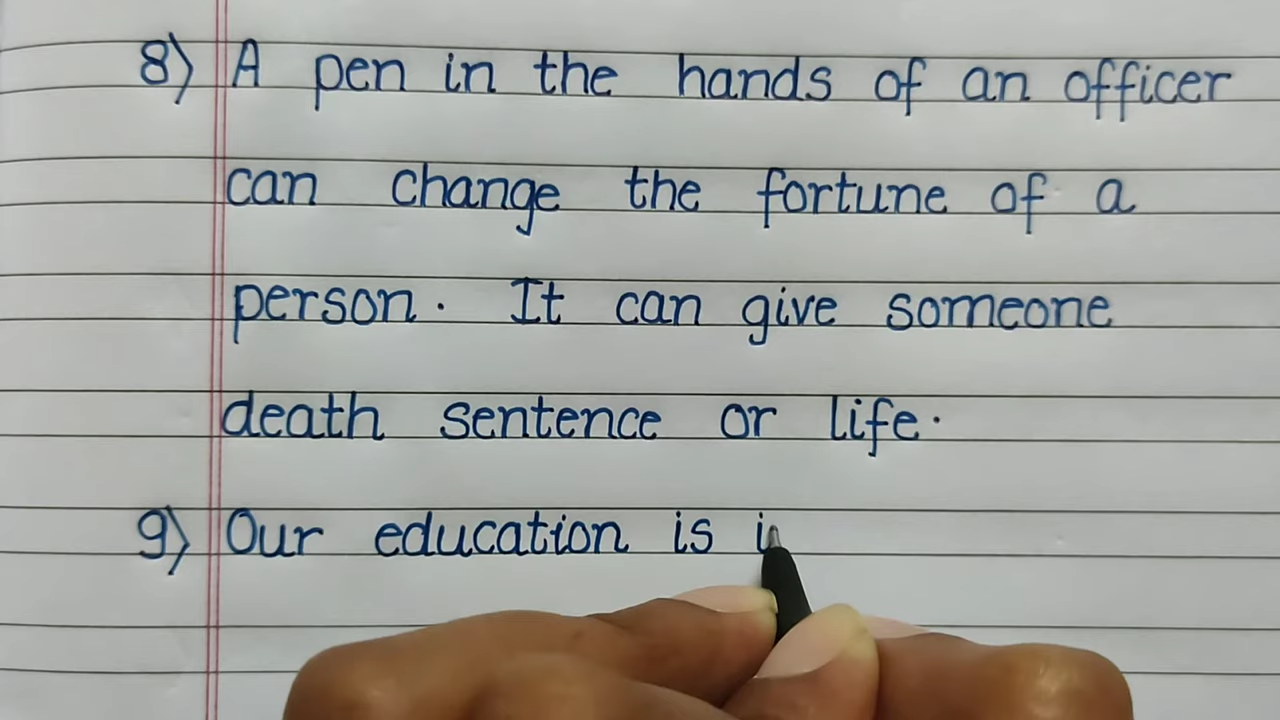 8) A pen in the hands of an officer
can change the fortune of a
person. It can give someone
death sentence or life.
9) Our education is